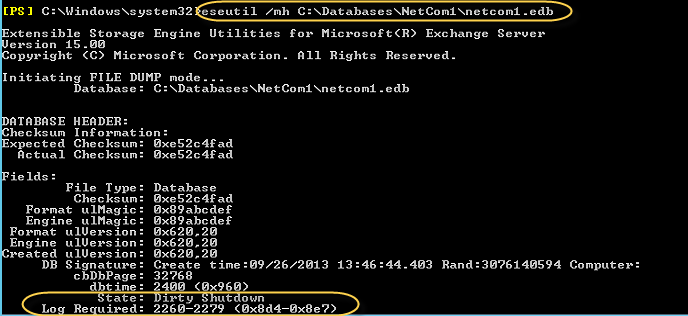 [PS] C:\Windows\system32>eseutil /mh C:\Databases\NetCom1\netcom1.edb
Extensible Storage Engine Utilities for Microsoft(R) Exchange Server
Version 15.00
Copyright (C) Microsoft Corporation. All Rights Reserved.
Initiating FILE DUMP mode...
Database: C:\Databases\NetCom1\netcom1.edb
DATABASE HEADER:
Checksum Information:
Expected Checksum: 0xe52c4fad
Actual Checksum: 0xe52c4fad
Fields:
File Type: Database
Checksum: 0xe52c4fad
Format ulMagic: 0x89abcdef
Engine ulMagic: 0x89abcdef
Format ulVersion: 0x620,20
Engine ulVersion: 0x620,20
Created ulVersion: 0x620,20
DB Signature: Create time:09/26/2013 13:46:44.403 Rand:3076140594 Computer:
cbDbPage: 32768
dbtime: 2400 (0x960)
State: Dirty Shutdown
Log Required: 2260-2279 (0x8d4-0x8e7)